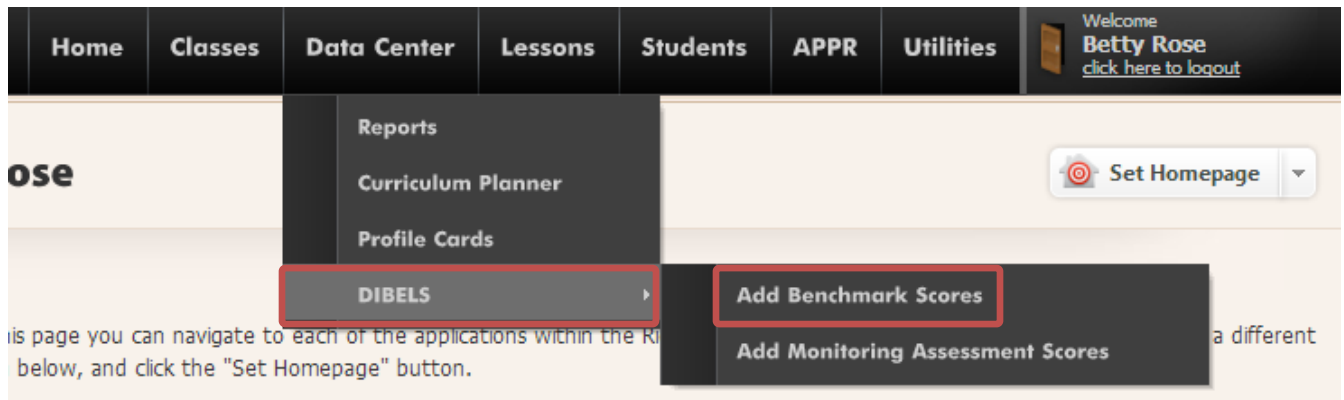 Home Classes Data Center Lessons Students APPR Utilities
Welcome
Betty Rose
click here to logout
ose
Set Homepage
Reports
Curriculum Planner
Profile Cards
DIBELS
Add Benchmark Scores
Add Monitoring Assessment Scores
is page you can navigate to each of the applications within the Ri a different
below, and click the "Set Homepage" button.